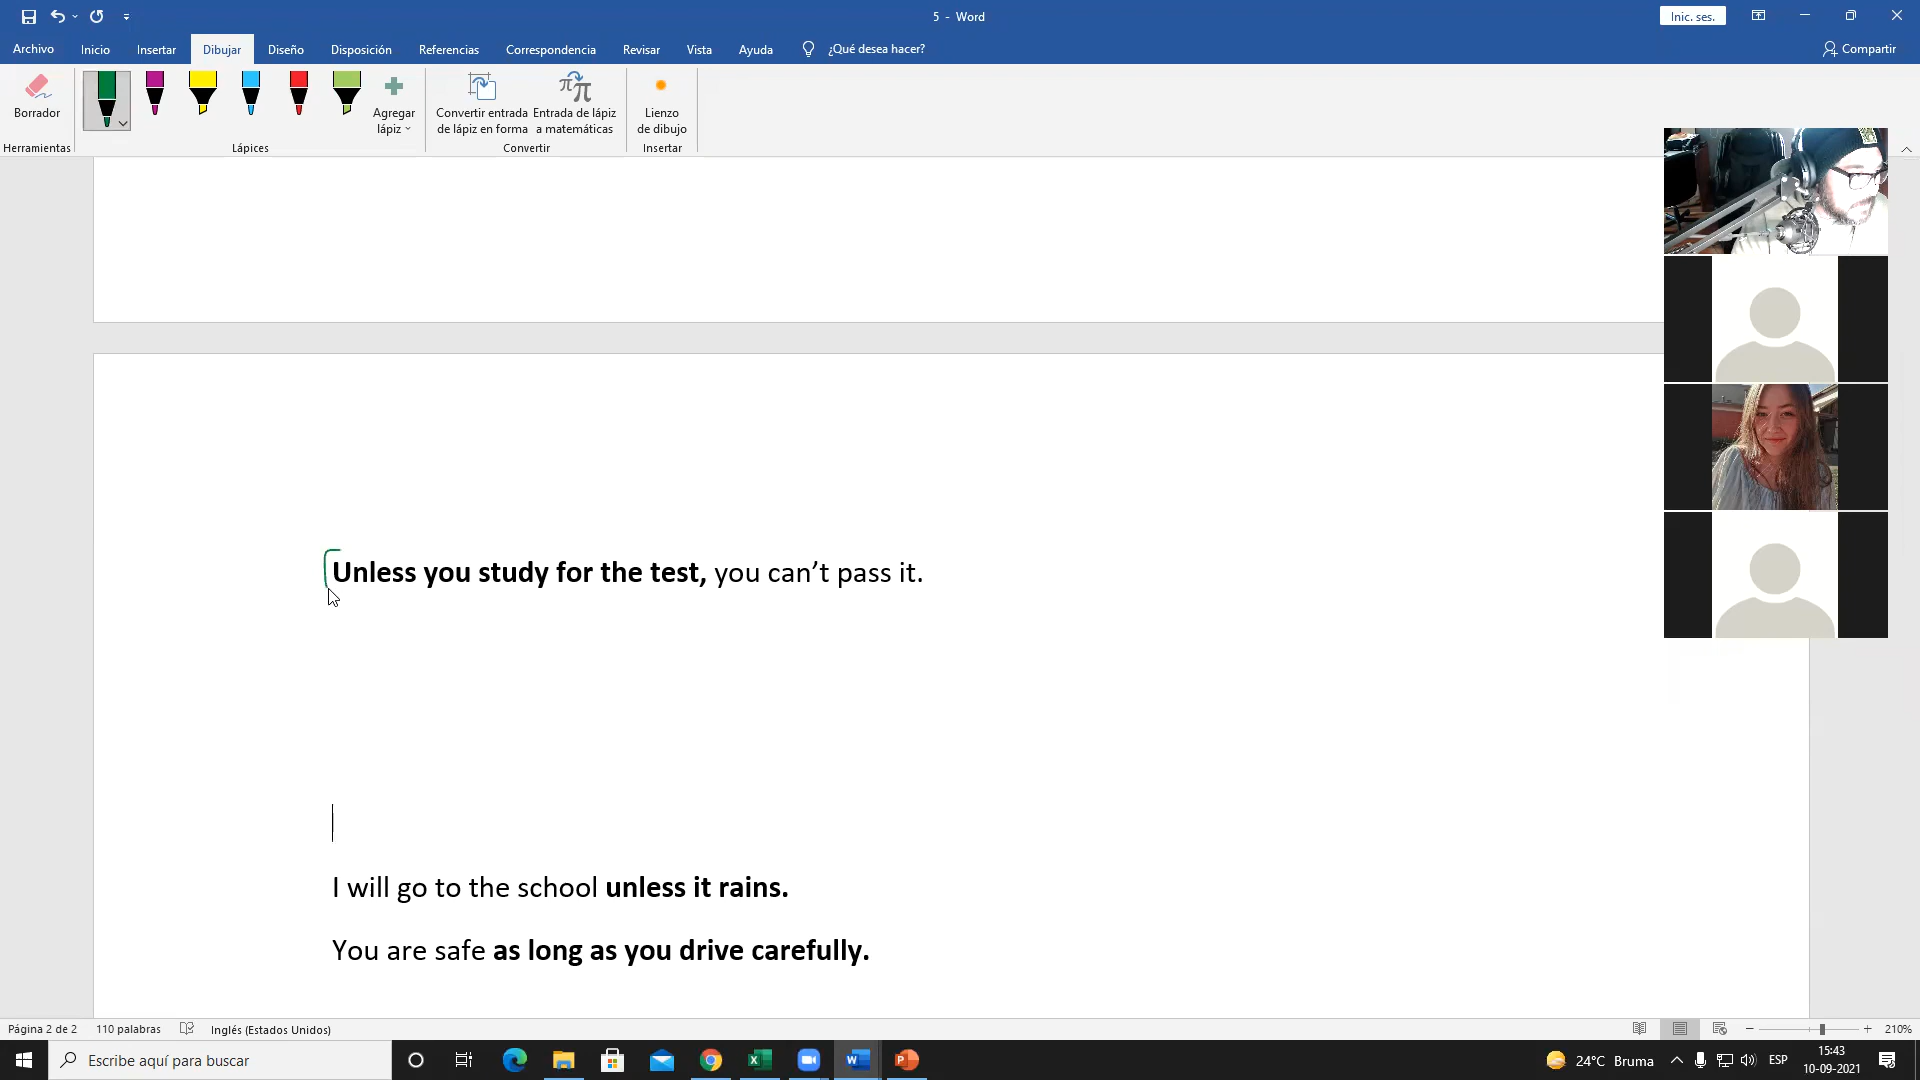 5 - Word
Inic. ses.
Archivo Inicio Insertar Dibujar Diseño Disposición Referencias Correspondencia Revisar Vista Ayuda ¿Qué desea hacer? Compartir
Borrador
Agregar lápiz
Convertir entrada de lápiz en forma
Entrada de lápiz a matemáticas
Lienzo de dibujo
Herramientas Lápices Convertir Insertar
Unless you study for the test, you can’t pass it.
I will go to the school unless it rains.
You are safe as long as you drive carefully.
Página 2 de 2 110 palabras Inglés (Estados Unidos) 210%
Escribe aquí para buscar
24°C Bruma ESP 15:43
10-09-2021